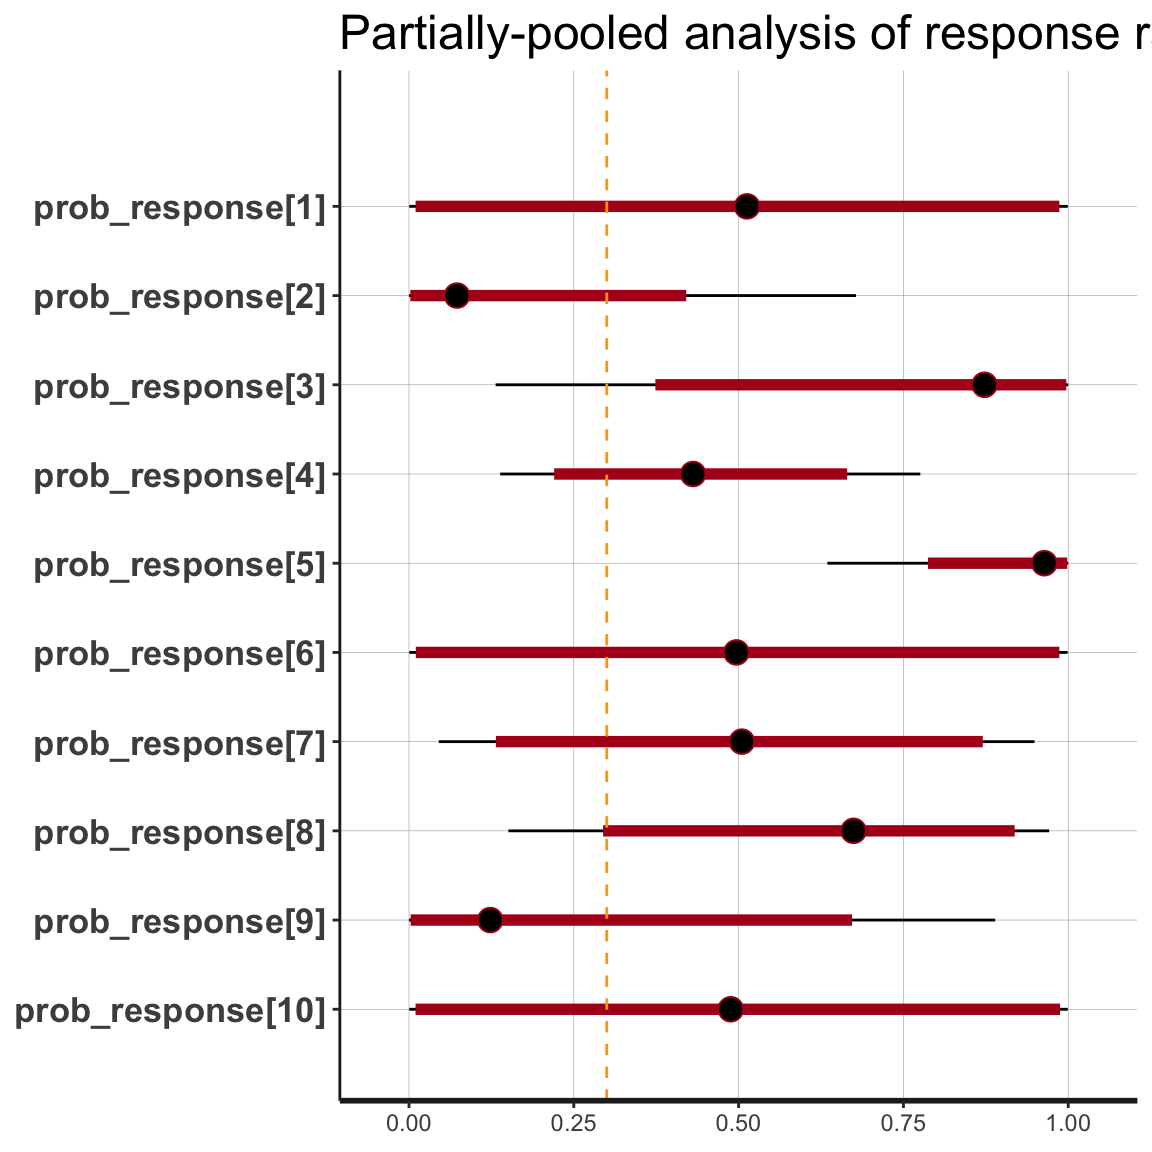 Partially-pooled analysis of response
prob_response[1]
prob_response[2]
prob_response[3]
prob_response[4]
prob_response[5]
prob_response[6]
prob_response[7]
prob_response[8]
prob_response[9]
prob_response[10]
0.00 0.25 0.50 0.75 1.00